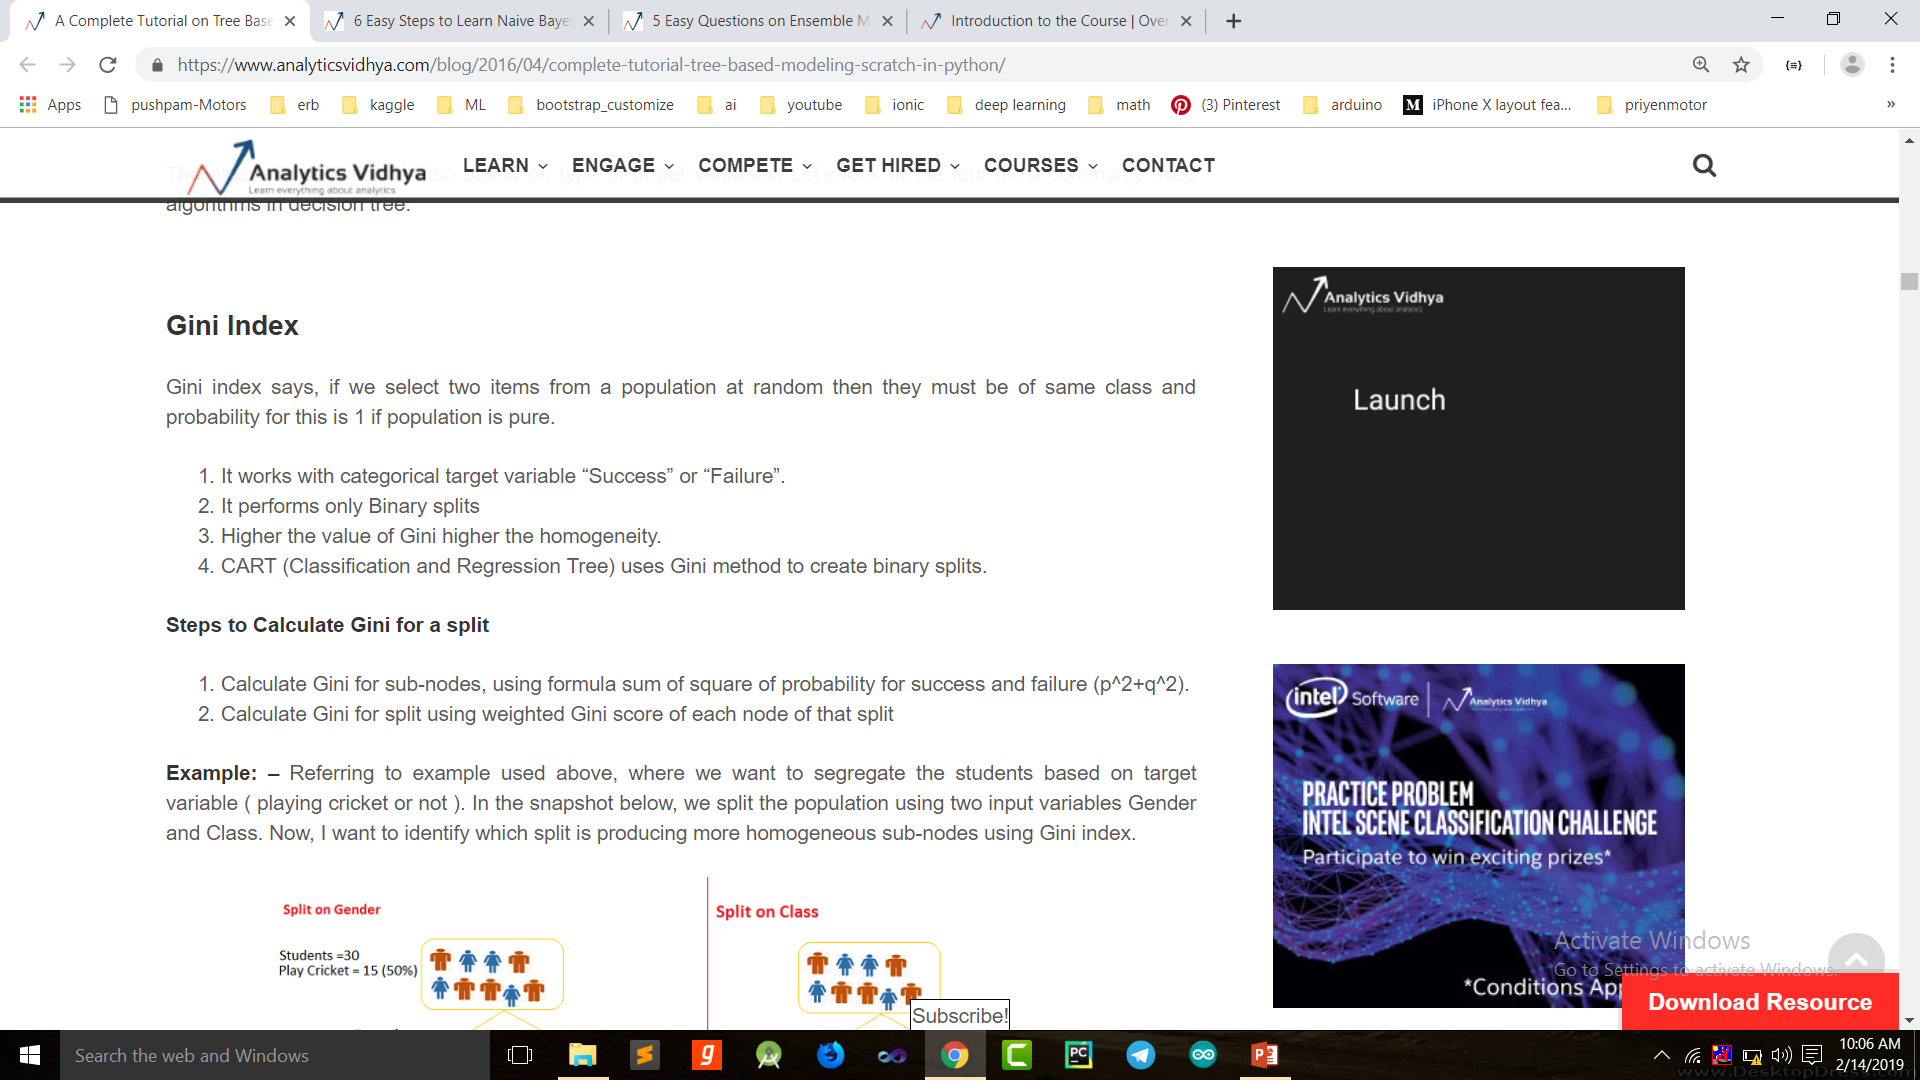 A Complete Tutorial on Tree Base
6 Easy Steps to Learn Naive Baye
5 Easy Questions on Ensemble M
Introduction to the Course | Over
https://www.analyticsvidhya.com/blog/2016/04/complete-tutorial-tree-based-modeling-scratch-in-python/
Apps pushpam-Motors erb kaggle ML bootstrap_customize ai youtube ionic deep learning math (3) Pinterest arduino M iPhone X layout fea... priyenmotor »
Analytics Vidhya
Learn everything about analytics
LEARN ENGAGE COMPETE GET HIRED COURSES CONTACT
algorithms in decision tree.
Gini Index
Gini index says, if we select two items from a population at random then they must be of same class and
probability for this is 1 if population is pure.
1. It works with categorical target variable “Success” or “Failure”.
2. It performs only Binary splits
3. Higher the value of Gini higher the homogeneity.
4. CART (Classification and Regression Tree) uses Gini method to create binary splits.
Steps to Calculate Gini for a split
1. Calculate Gini for sub-nodes, using formula sum of square of probability for success and failure (p^2+q^2).
2. Calculate Gini for split using weighted Gini score of each node of that split
Example: – Referring to example used above, where we want to segregate the students based on target
variable ( playing cricket or not ). In the snapshot below, we split the population using two input variables Gender
and Class. Now, I want to identify which split is producing more homogeneous sub-nodes using Gini index.
Split on Gender
Students =30
Play Cricket = 15 (50%)
Split on Class
Subscribe!
Analytics Vidhya
Learn everything about analytics
Launch
intel Software Analytics Vidhya
PRACTICE PROBLEM
INTEL SCENE CLASSIFICATION CHALLENGE
Participate to win exciting prizes*
Activate Windows
Go to Settings to activate Windows.
*Conditions App
Download Resource
Search the web and Windows
g
C
PC
10:06 AM
2/14/2019